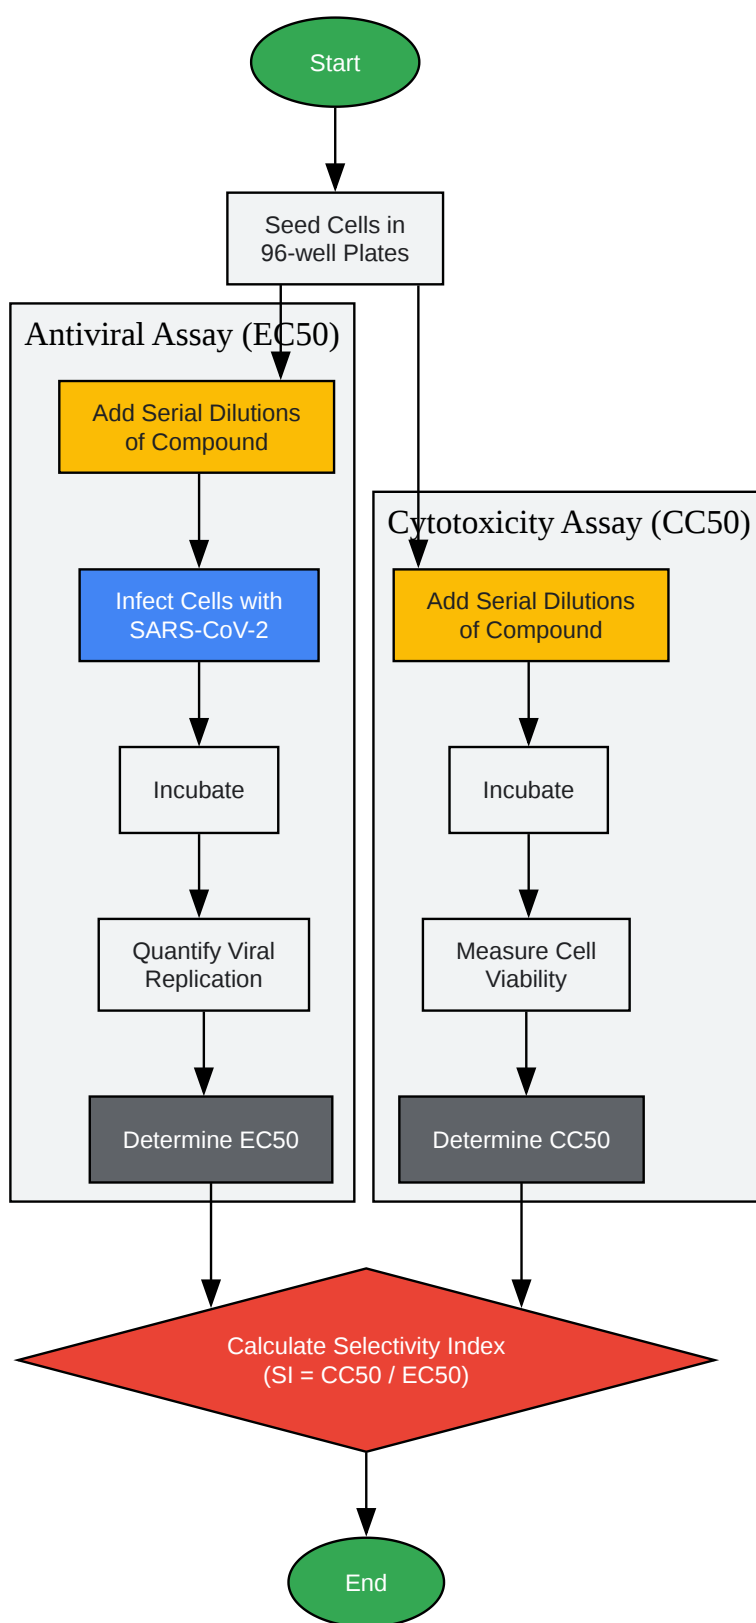 Start
Seed Cells in
96-well Plates
Antiviral Assay (EC50)
Add Serial Dilutions
of Compound
Infect Cells with
SARS-CoV-2
Incubate
Quantify Viral
Replication
Determine EC50
Cytotoxicity Assay (CC50)
Add Serial Dilutions
of Compound
Incubate
Measure Cell
Viability
Determine CC50
Calculate Selectivity Index
(SI = CC50 / EC50)
End